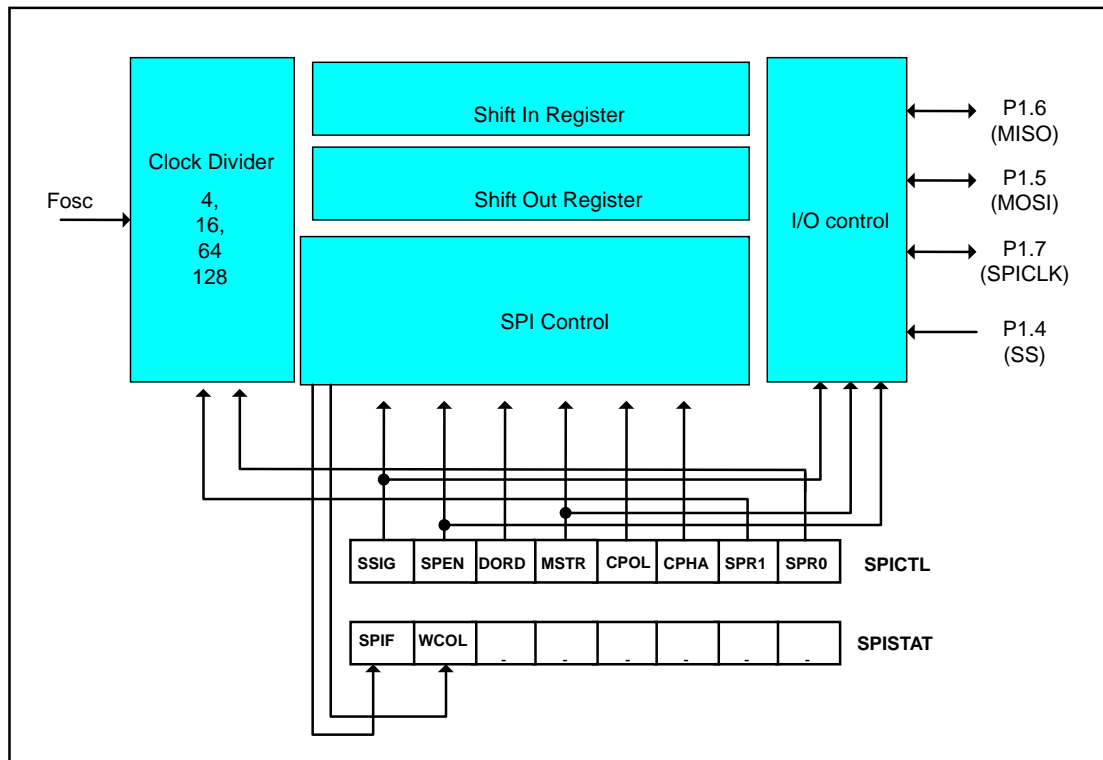 Fosc
Clock Divider
4,
16,
64
128
Shift In Register
Shift Out Register
SPI Control
I/O control
P1.6
(MISO)
P1.5
(MOSI)
P1.7
(SPICLK)
P1.4
(SS)
SSIG SPEN DORD MSTR CPOL CPHA SPR1 SPR0 SPICTL
SPIF WCOL - - - - - - SPISTAT